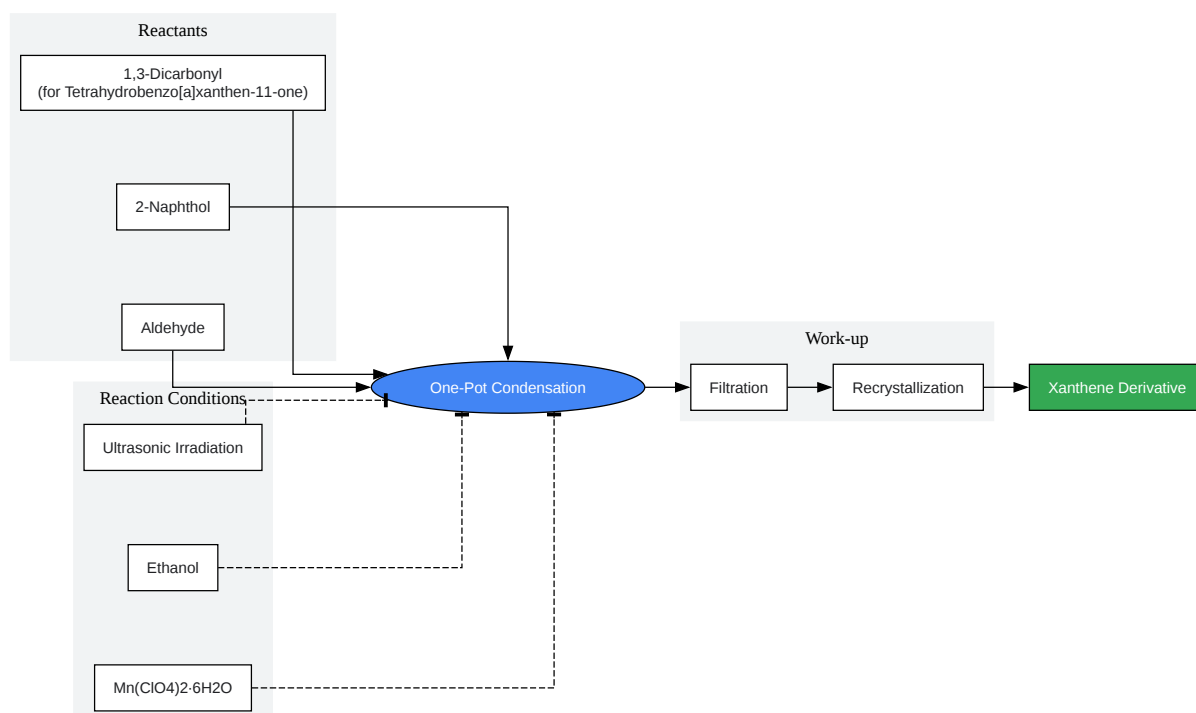 Reactants
1,3-Dicarbonyl
(for Tetrahydrobenzo[a]xanthen-11-one)
2-Naphthol
Aldehyde
Reaction Conditions
Ultrasonic Irradiation
Ethanol
Mn(ClO4)2·6H2O
One-Pot Condensation
Work-up
Filtration
Recrystallization
Xanthene Derivative